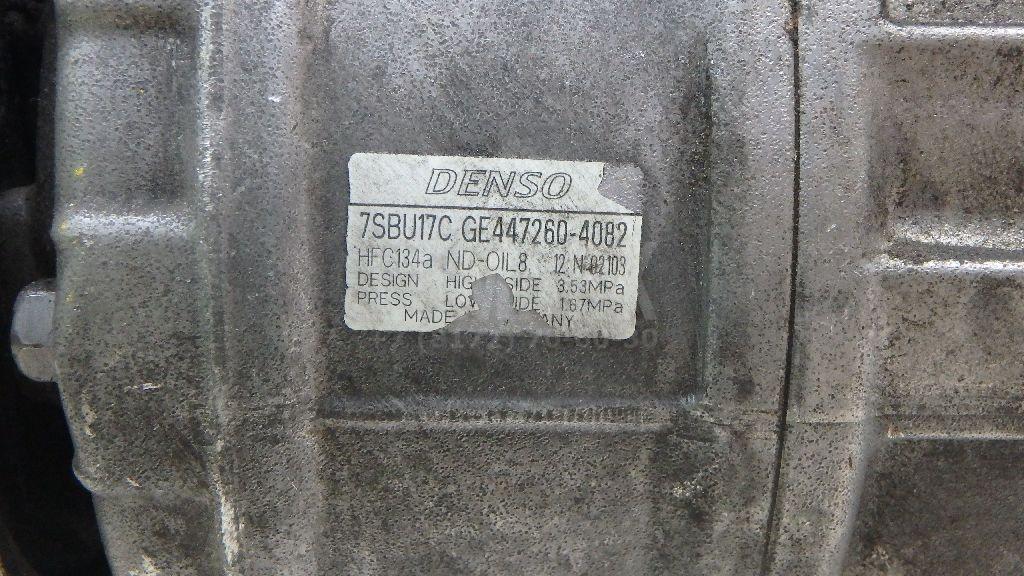 DENSO
7SBU17C GE447260-4082
HFC134a ND-OIL8 12 N 02103
DESIGN HIGH SIDE 3.53MPa
PRESS LOW SIDE 1.67MPa
MADE